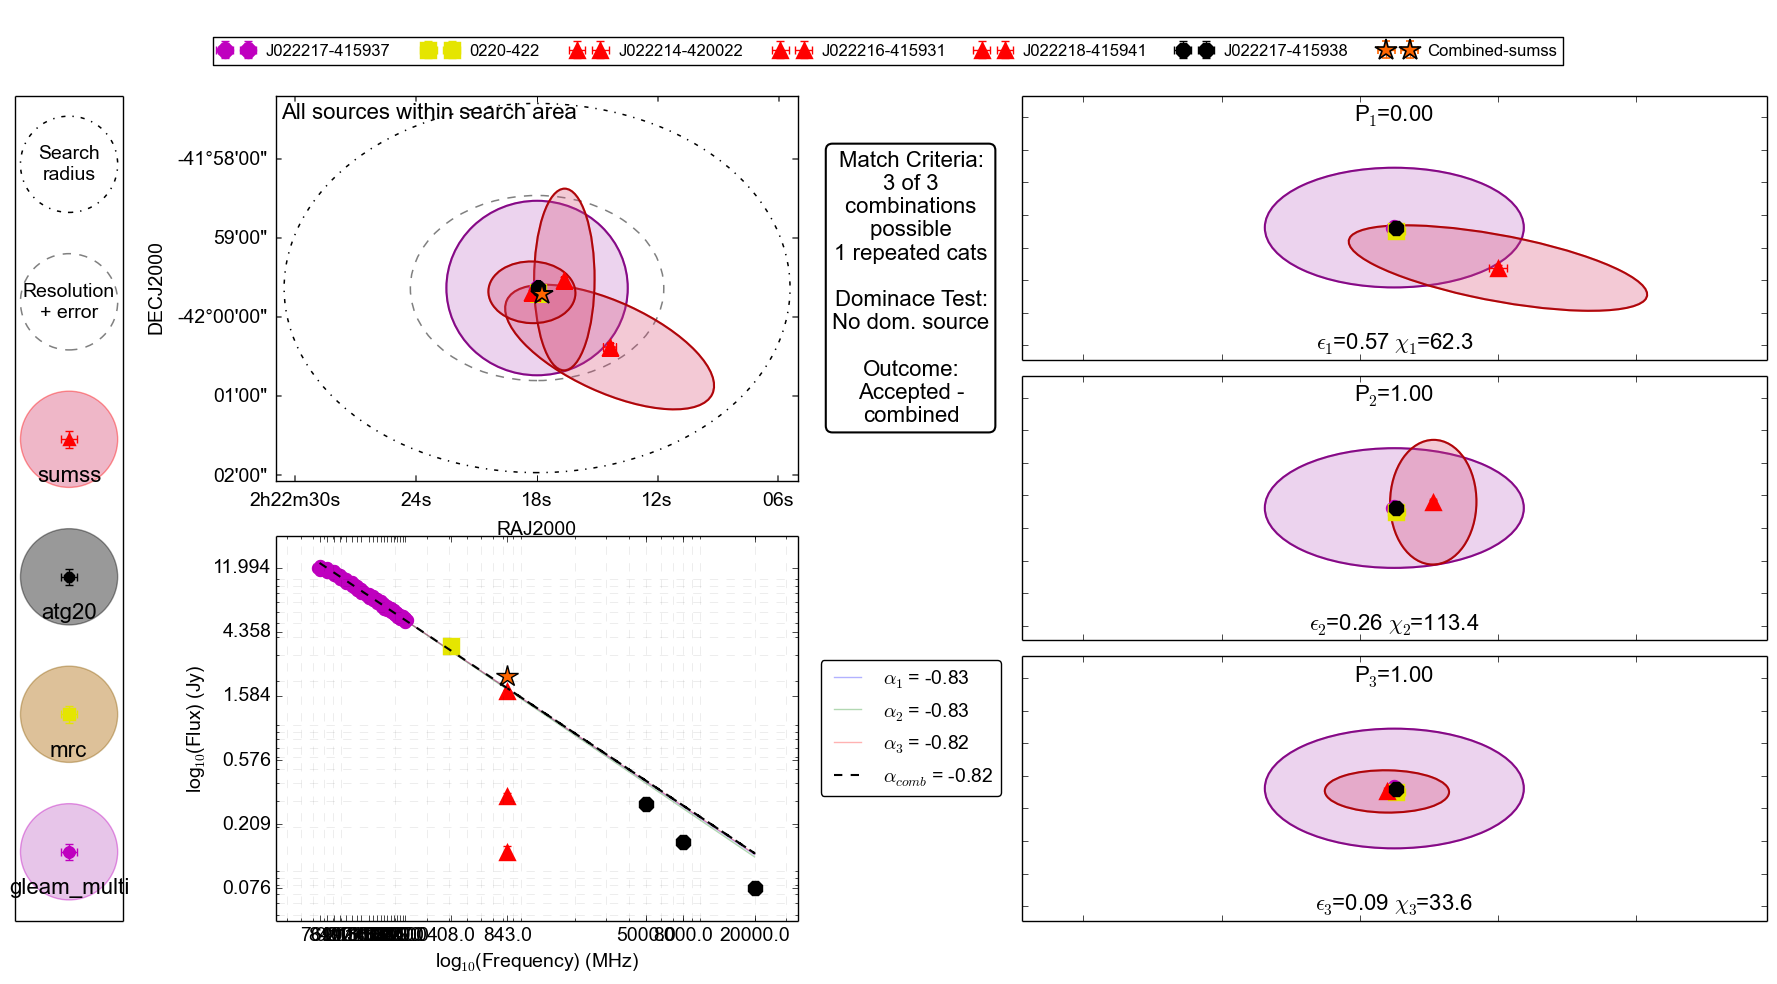 J022217-415937 0220-422 J022214-420022 J022216-415931 J022218-415941 J022217-415938 Combined-sumss
Search
radius
Resolution
+ error
sumss
atg20
mrc
gleam_multi
All sources within search area
DECJ2000
-41°58'00"
59'00"
-42°00'00"
01'00"
02'00"
2h22m30s 24s 18s 12s 06s
RAJ2000
Match Criteria:
3 of 3
combinations
possible
1 repeated cats
Dominace Test:
No dom. source
Outcome:
Accepted -
combined
log10(Flux) (Jy)
11.994
4.358
1.584
0.576
0.209
0.076
408.0 843.0 5000.0 8000.0 20000.0
log10(Frequency) (MHz)
α1 = -0.83
α2 = -0.83
α3 = -0.82
αcomb = -0.82
P1=0.00
ϵ1=0.57 χ1=62.3
P2=1.00
ϵ2=0.26 χ2=113.4
P3=1.00
ϵ3=0.09 χ3=33.6